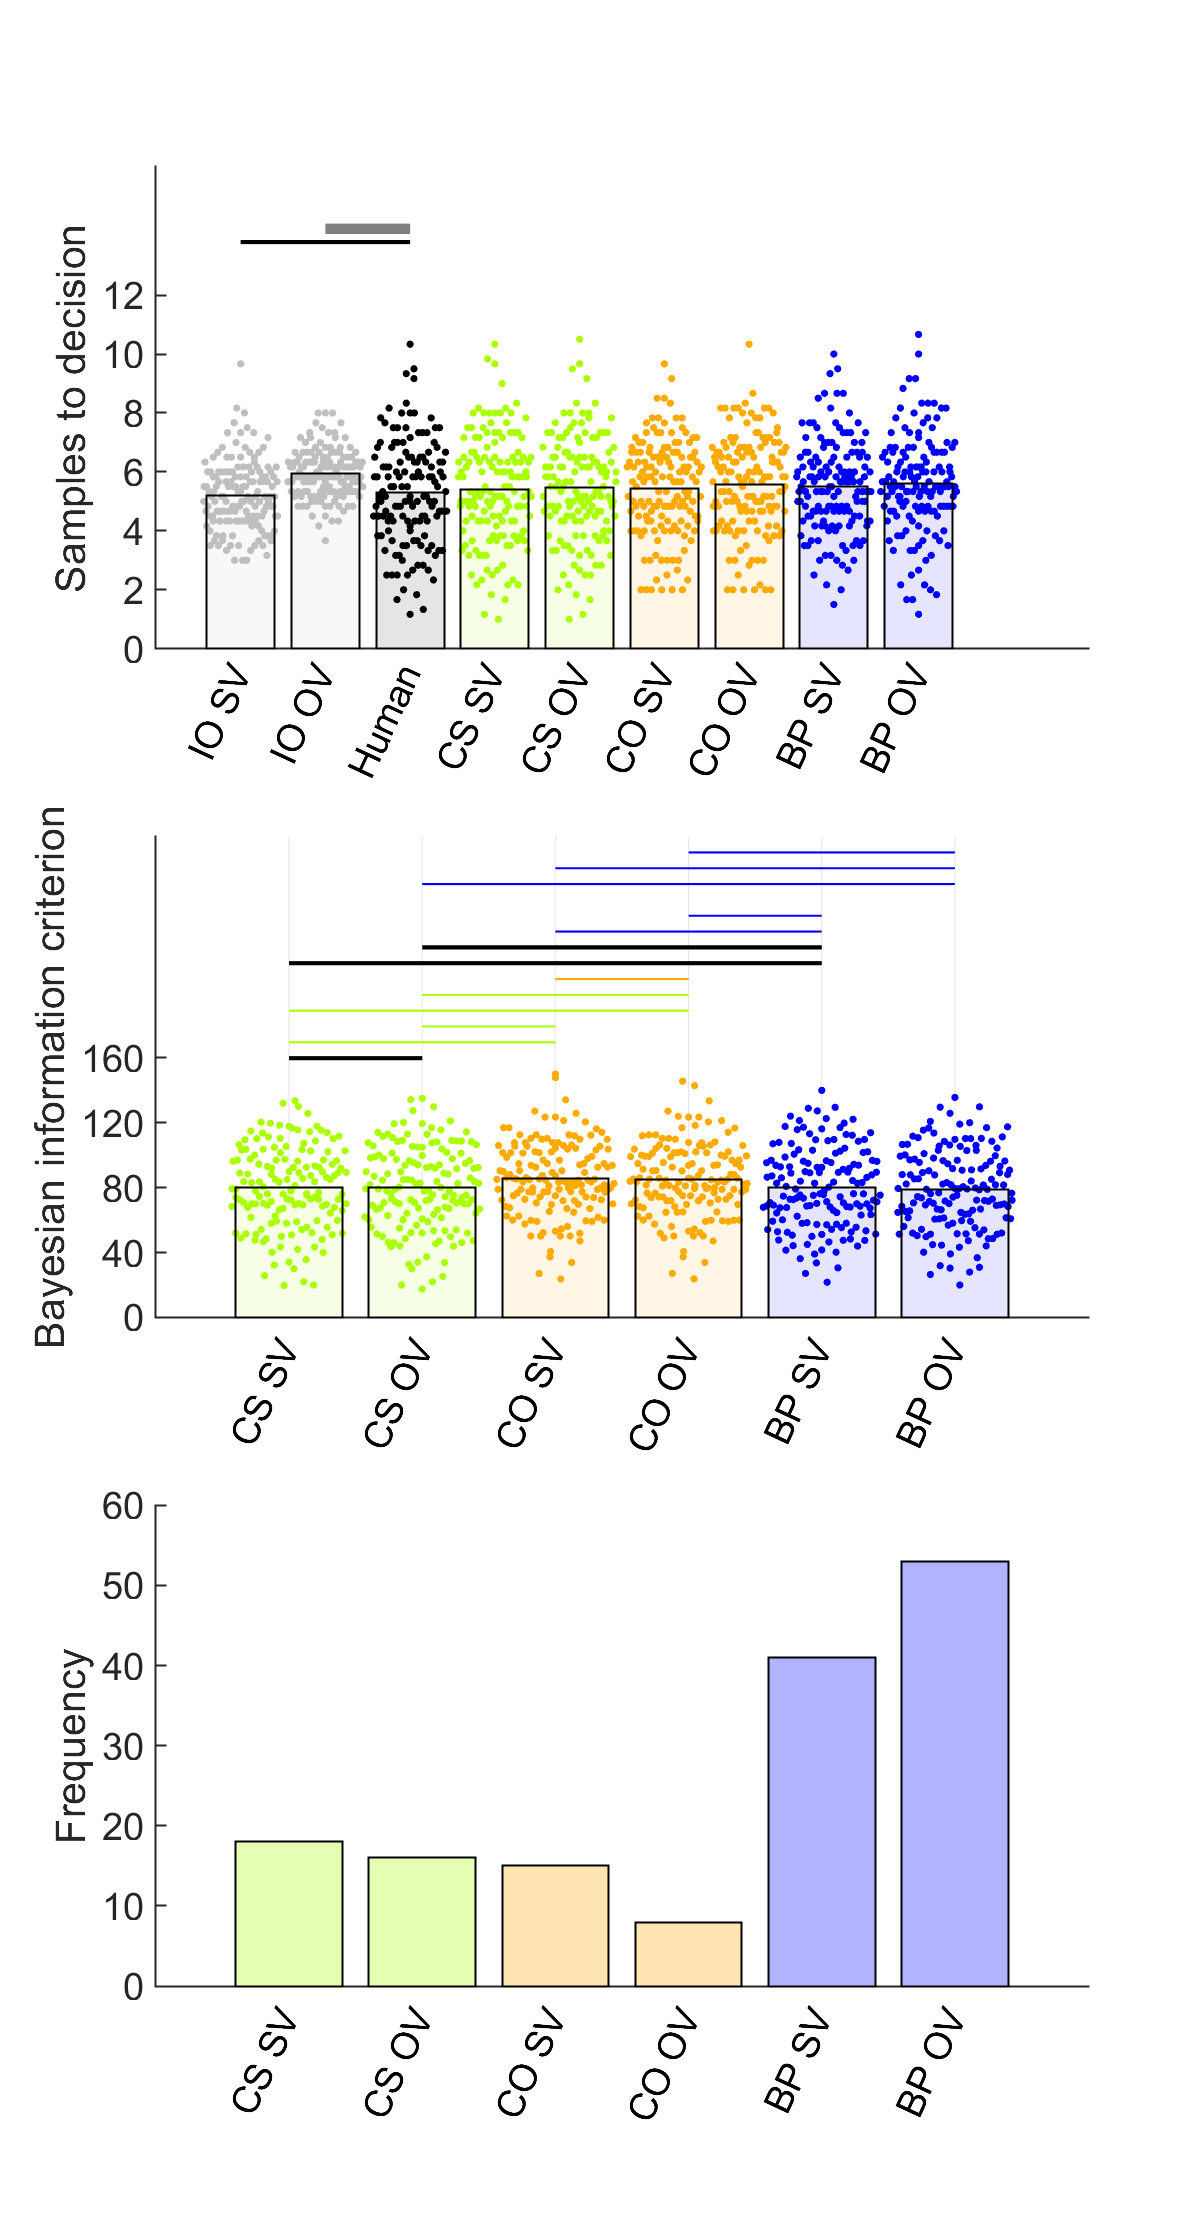 Samples to decision
12
10
8
6
4
2
0
IO SV
IO OV
Human
CS SV
CS OV
CO SV
CO OV
BP SV
BP OV
Bayesian information criterion
160
120
80
40
0
CS SV
CS OV
CO SV
CO OV
BP SV
BP OV
Frequency
60
50
40
30
20
10
0
CS SV
CS OV
CO SV
CO OV
BP SV
BP OV